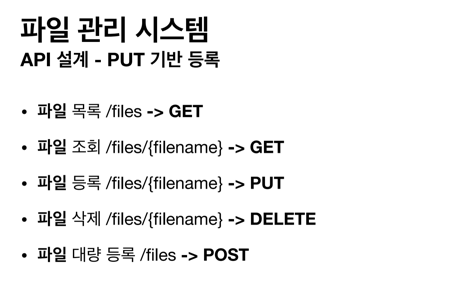 파일 관리 시스템
API 설계 - PUT 기반 등록
• 파일 목록 /files -> GET
• 파일 조회 /files/{filename} -> GET
• 파일 등록 /files/{filename} -> PUT
• 파일 삭제 /files/{filename} -> DELETE
• 파일 대량 등록 /files -> POST